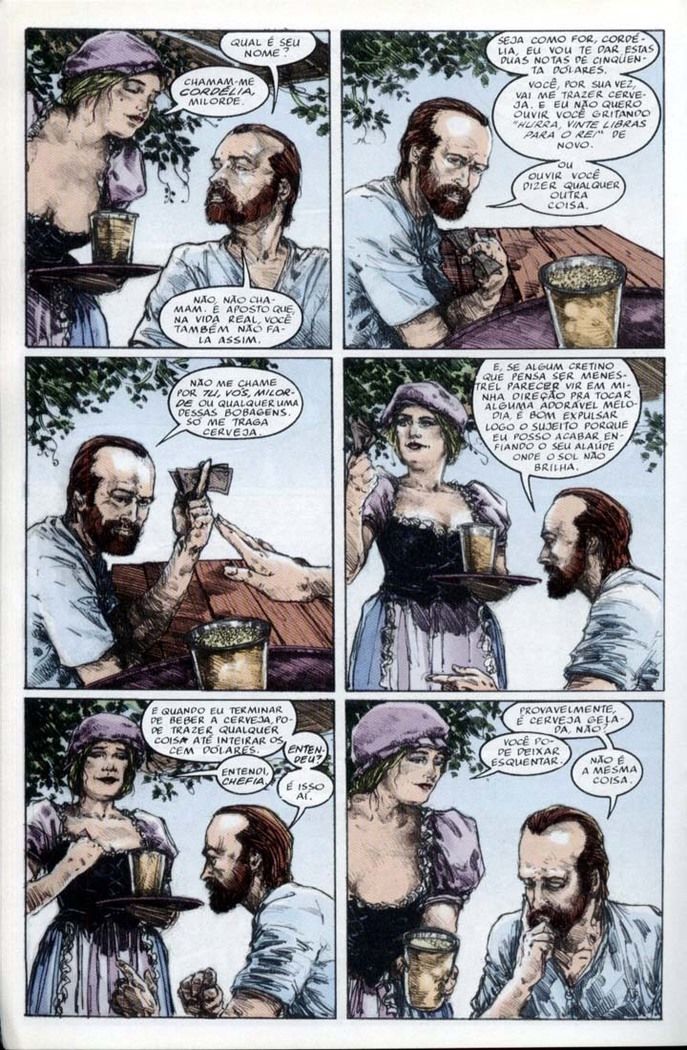 QUAL É SEU
NOME?
CHAMAM-ME
CORDÉLIA,
MILORDE.
NÃO, NÃO CHA-
MAM. E APOSTO QUE,
NA VIDA REAL, VOCÊ
TAMBÉM NÃO FA-
LA ASSIM.
SEJA COMO FOR, CORDÉ-
LIA, EU VOU TE DAR ESTAS
DUAS NOTAS DE CINQUEN-
TA DÓLARES.
VOCÊ, POR SUA VEZ,
VAI ME TRAZER CERVE-
JA. E EU NÃO QUERO
OUVIR VOCÊ GRITANDO
"HURRA, VINTE LIBRAS
PARA O REI" DE
NOVO.
OU
OUVIR VOCÊ
DIZER QUALQUER
OUTRA
COISA.
NÃO ME CHAME
POR TU, VÓS, MILOR-
DE OU QUALQUER UMA
DESSAS BOBAGENS.
SÓ ME TRAGA
CERVEJA.
E, SE ALGUM CRETINO
QUE PENSA SER MENES-
TREL PARECER VIR EM MI-
NHA DIREÇÃO PRA TOCAR
ALGUMA ADORÁVEL MELO-
DIA, É BOM EXPULSAR
LOGO O SUJEITO PORQUE
EU POSSO ACABAR EN-
FIANDO O SEU ALAÚDE
ONDE O SOL NÃO
BRILHA.
E QUANDO EU TERMINAR
DE BEBER A CERVEJA, PO-
DE TRAZER QUALQUER
COISA ATÉ INTEIRAR OS
CEM DÓLARES.
ENTEN-
DEU?
ENTENDI,
CHEFIA.
É ISSO
AÍ.
PROVAVELMENTE,
É CERVEJA GELA-
DA, NÃO?
VOCÊ PO-
DE DEIXAR
ESQUENTAR.
NÃO É
A MESMA
COISA.